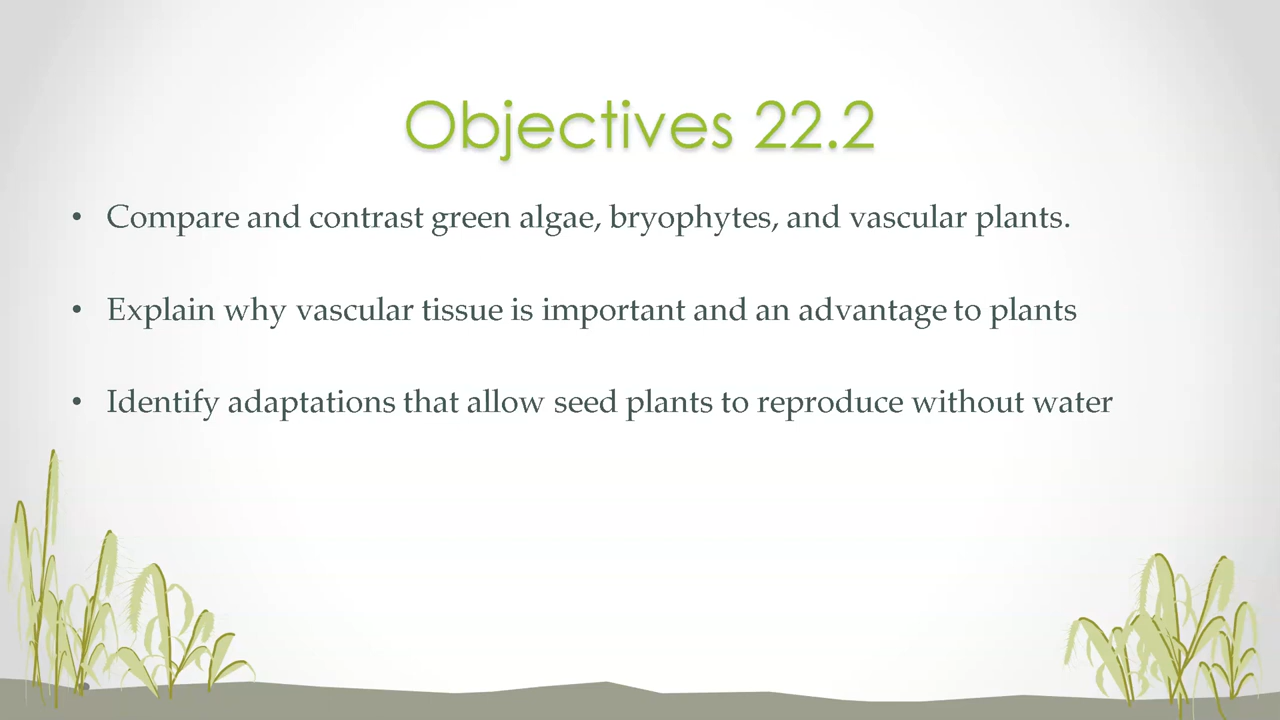 Objectives 22.2
• Compare and contrast green algae, bryophytes, and vascular plants.
• Explain why vascular tissue is important and an advantage to plants
• Identify adaptations that allow seed plants to reproduce without water